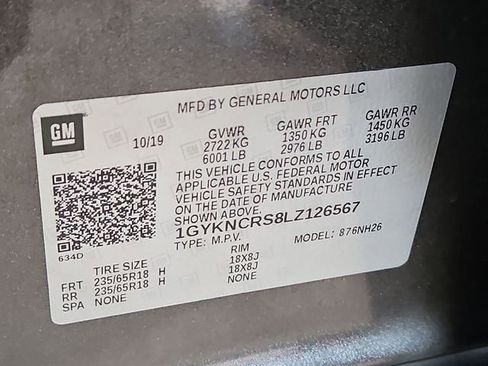 MFD BY GENERAL MOTORS LLC
GM
10/19 GVWR GAWR FRT GAWR RR
2722 KG 1350 KG 1450 KG
6001 LB 2976 LB 3196 LB
THIS VEHICLE CONFORMS TO ALL
APPLICABLE U.S. FEDERAL MOTOR
VEHICLE SAFETY STANDARDS IN EFFECT
ON THE DATE OF MANUFACTURE
SHOWN ABOVE.
1GYKNCRS8LZ126567
TYPE: M.P.V. MODEL: 876NH26
634D
TIRE SIZE RIM
FRT 235/65R18 H 18X8J
RR 235/65R18 H 18X8J
SPA NONE NONE